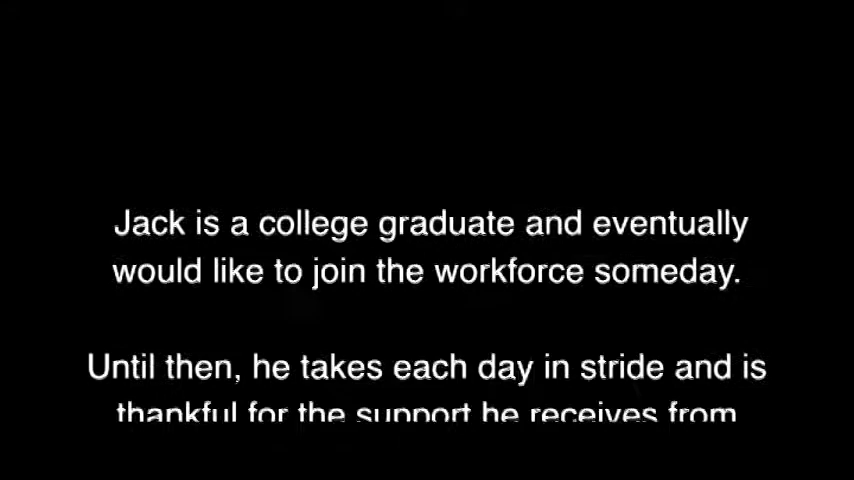 Jack is a college graduate and eventually
would like to join the workforce someday.
Until then, he takes each day in stride and is
thankful for the support he receives from